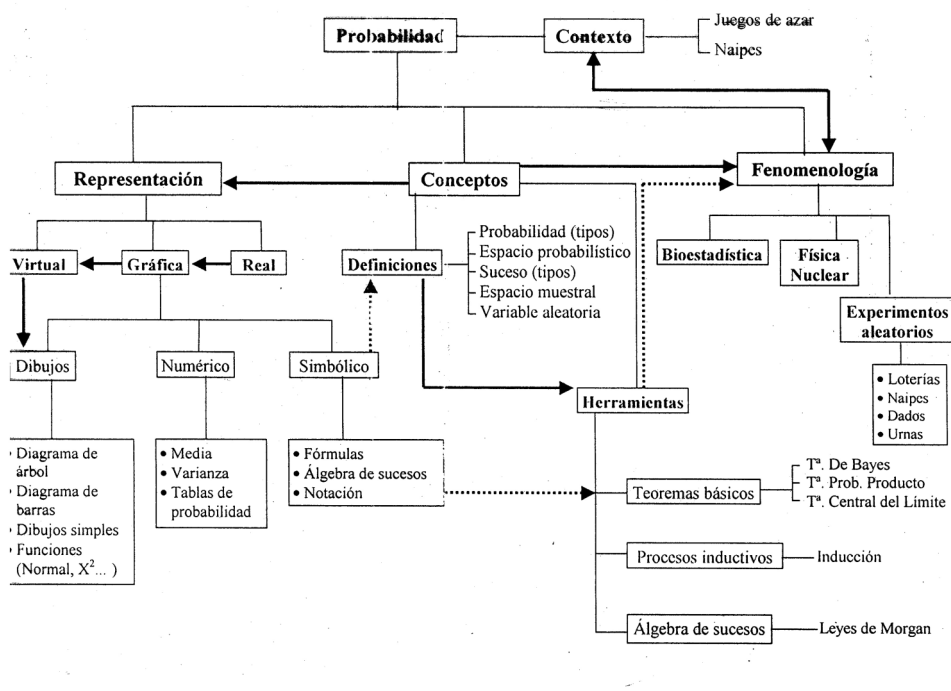 Probabilidad
Contexto
Juegos de azar
Naipes
Representación
Conceptos
Fenomenología
Virtual
Gráfica
Real
Definiciones
Probabilidad (tipos)
Espacio probabilístico
Suceso (tipos)
Espacio muestral
Variable aleatoria
Bioestadística
Física
Nuclear
Experimentos
aleatorios
• Loterías
• Naipes
• Dados
• Urnas
Dibujos
Numérico
Simbólico
Herramientas
• Diagrama de
árbol
• Diagrama de
barras
• Dibujos simples
• Funciones
(Normal, X²... )
• Media
• Varianza
• Tablas de
probabilidad
• Fórmulas
• Álgebra de sucesos
• Notación
Teoremas básicos
Tª. De Bayes
Tª. Prob. Producto
Tª. Central del Límite
Procesos inductivos
Inducción
Álgebra de sucesos
Leyes de Morgan